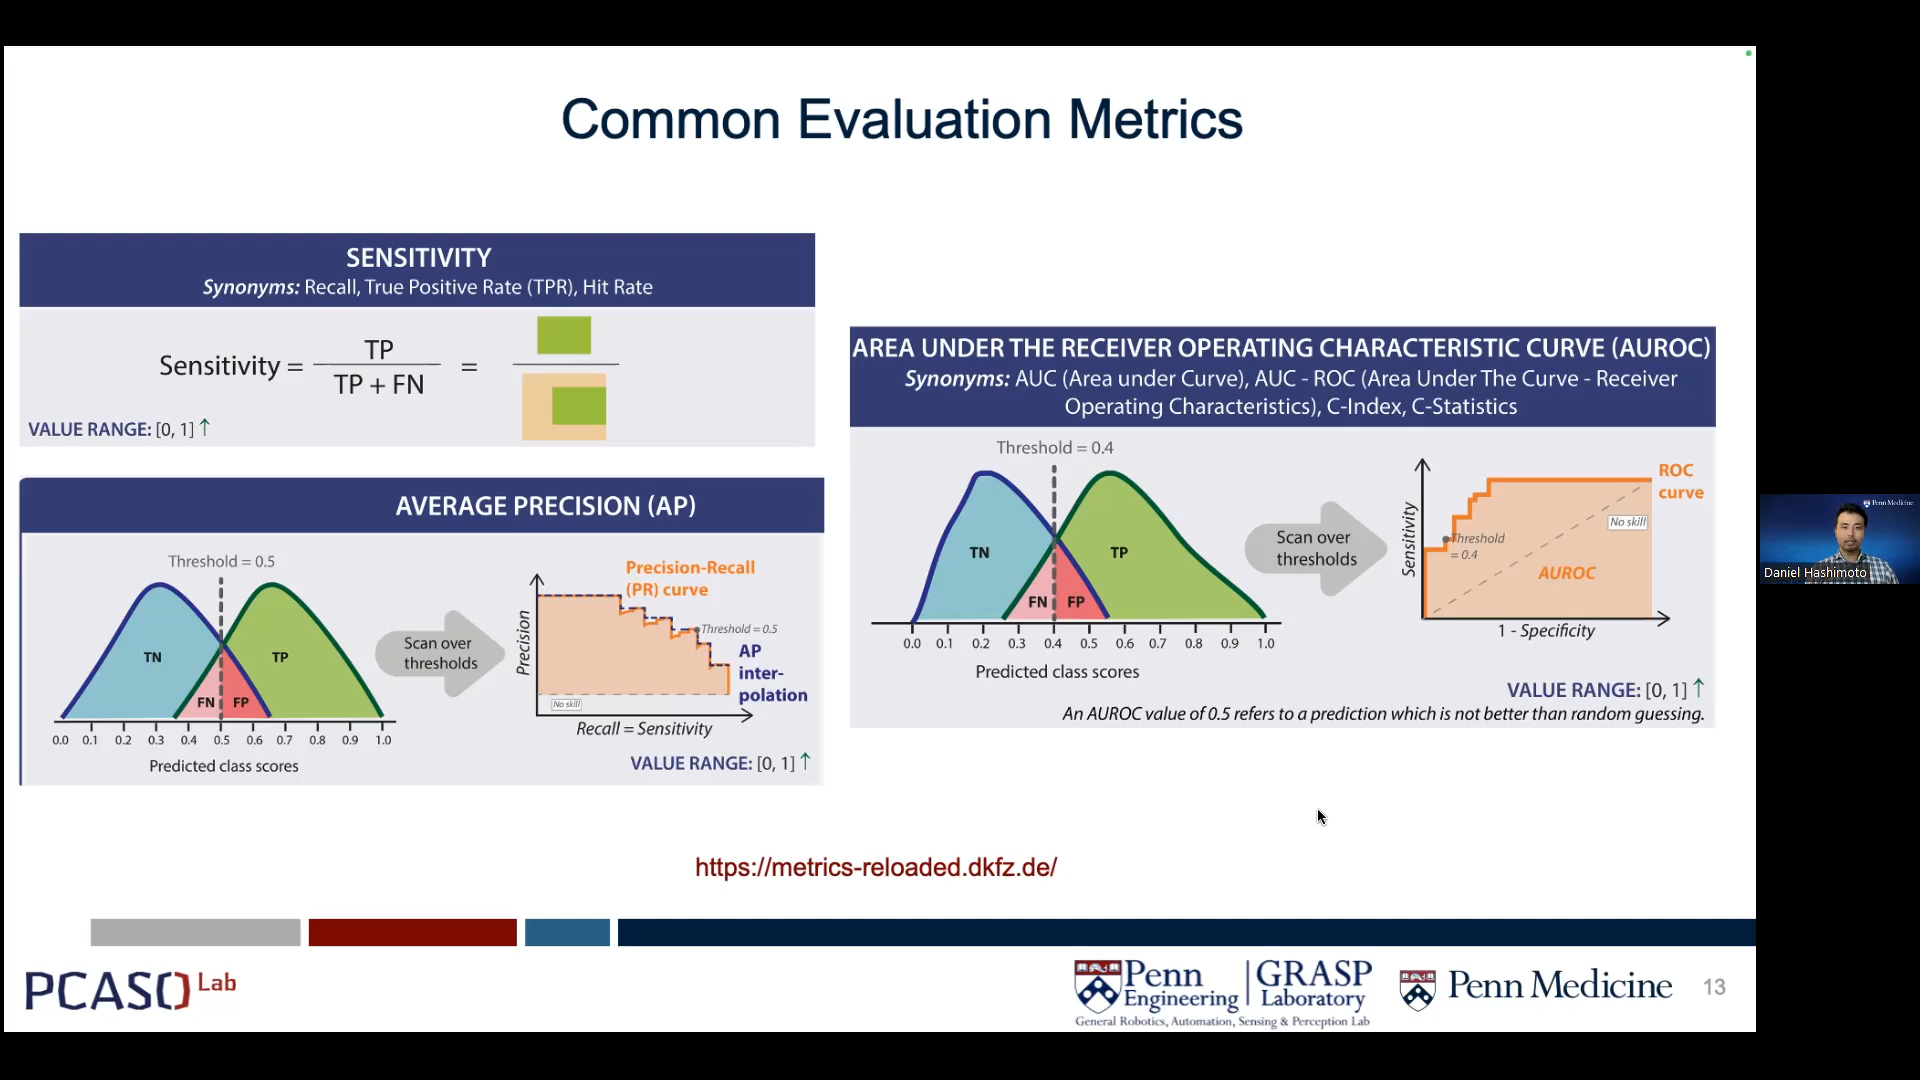 Common Evaluation Metrics
SENSITIVITY
Synonyms: Recall, True Positive Rate (TPR), Hit Rate
Sensitivity = TP / TP + FN =
VALUE RANGE: [0, 1] ↑
AVERAGE PRECISION (AP)
Threshold = 0.5
TN
TP
FN
FP
0.0 0.1 0.2 0.3 0.4 0.5 0.6 0.7 0.8 0.9 1.0
Predicted class scores
Scan over
thresholds
Precision-Recall
(PR) curve
Precision
Threshold = 0.5
AP
inter-
polation
No skill
Recall = Sensitivity
VALUE RANGE: [0, 1] ↑
AREA UNDER THE RECEIVER OPERATING CHARACTERISTIC CURVE (AUROC)
Synonyms: AUC (Area under Curve), AUC - ROC (Area Under The Curve - Receiver
Operating Characteristics), C-Index, C-Statistics
Threshold = 0.4
TN
TP
FN
FP
0.0 0.1 0.2 0.3 0.4 0.5 0.6 0.7 0.8 0.9 1.0
Predicted class scores
Scan over
thresholds
ROC
curve
Sensitivity
No skill
Threshold
= 0.4
AUROC
1 - Specificity
VALUE RANGE: [0, 1] ↑
An AUROC value of 0.5 refers to a prediction which is not better than random guessing.
Penn Medicine
Daniel Hashimoto
https://metrics-reloaded.dkfz.de/
PCASO Lab
Penn
Engineering
GRASP
Laboratory
General Robotics, Automation, Sensing & Perception Lab
Penn Medicine
13